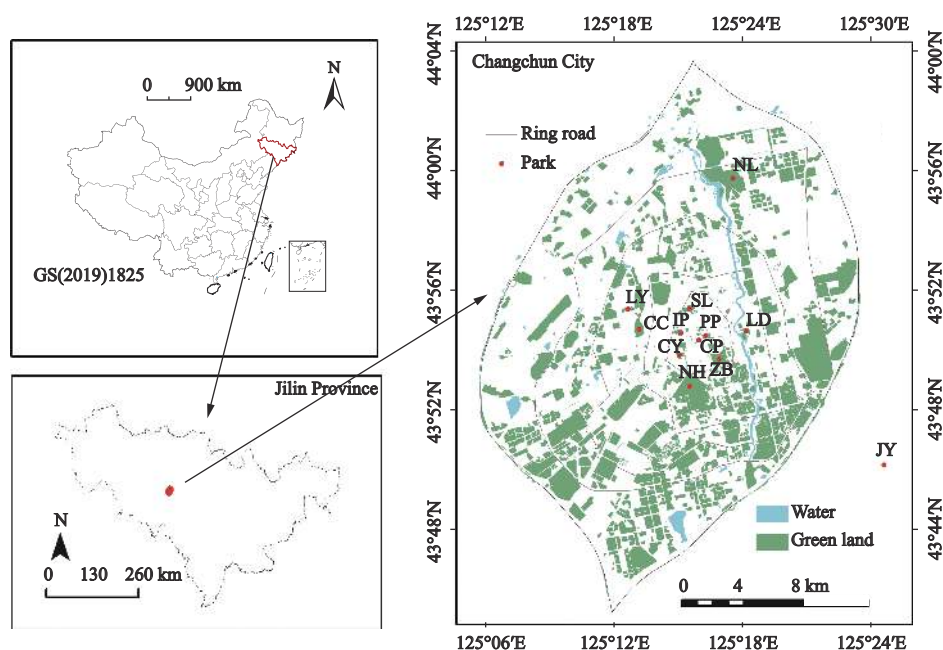 N
0 900 km
GS(2019)1825
Jilin Province
N
0 130 260 km
125°12′E 125°18′E 125°24′E 125°30′E
44°04′N
44°00′N
43°56′N
43°52′N
43°48′N
44°00′N
43°56′N
43°52′N
43°48′N
43°44′N
Changchun City
Ring road
Park
NL
LY
SL
CC
IP
PP
LD
CY
CP
NH
ZB
JY
Water
Green land
0 4 8 km
125°06′E 125°12′E 125°18′E 125°24′E